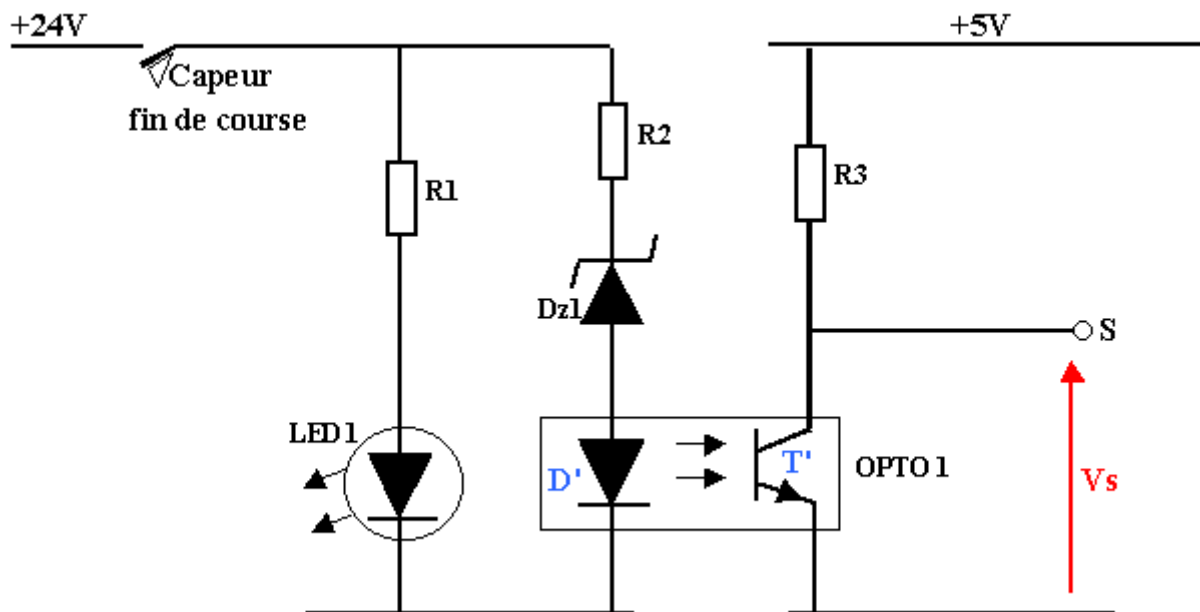 +24V
+5V
Capeur
fin de course
R2
R1
R3
Dz1
S
LED1
D'
T'
OPTO1
Vs